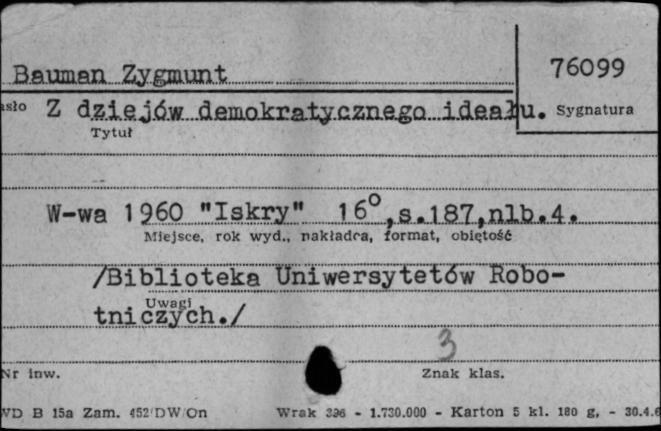 Bauman Zygmunt
76099
asło Z dziejów demokratycznego ideału. Sygnatura
Tytuł
W-wa 1960 "Iskry" 16°,s.187,nlb.4.
Miejsce, rok wyd., nakładca, format, objętość
/Biblioteka Uniwersytetów Robo-
Uwagi
tniczych./
3
Nr inw. Znak klas.
WD B 15a Zam. 452/DW/On Wrak 396 - 1.730.000 - Karton 5 kl. 180 g, - 30.4.6